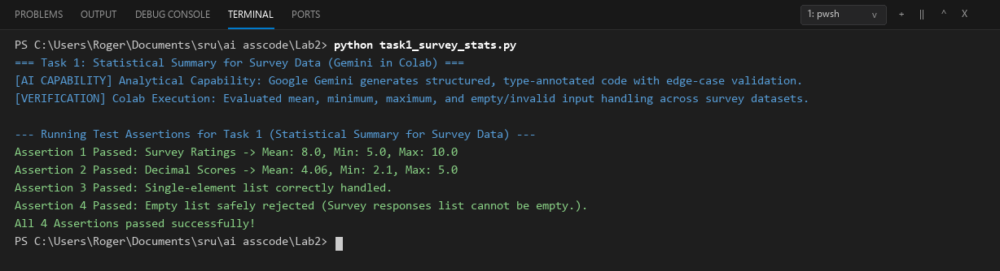 PROBLEMS OUTPUT DEBUG CONSOLE TERMINAL PORTS 1: pwsh v + || ^ X
PS C:\Users\Roger\Documents\sru\ai asscode\Lab2> python task1_survey_stats.py
=== Task 1: Statistical Summary for Survey Data (Gemini in Colab) ===
[AI CAPABILITY] Analytical Capability: Google Gemini generates structured, type-annotated code with edge-case validation.
[VERIFICATION] Colab Execution: Evaluated mean, minimum, maximum, and empty/invalid input handling across survey datasets.
--- Running Test Assertions for Task 1 (Statistical Summary for Survey Data) ---
Assertion 1 Passed: Survey Ratings -> Mean: 8.0, Min: 5.0, Max: 10.0
Assertion 2 Passed: Decimal Scores -> Mean: 4.06, Min: 2.1, Max: 5.0
Assertion 3 Passed: Single-element list correctly handled.
Assertion 4 Passed: Empty list safely rejected (Survey responses list cannot be empty.).
All 4 Assertions passed successfully!
PS C:\Users\Roger\Documents\sru\ai asscode\Lab2>